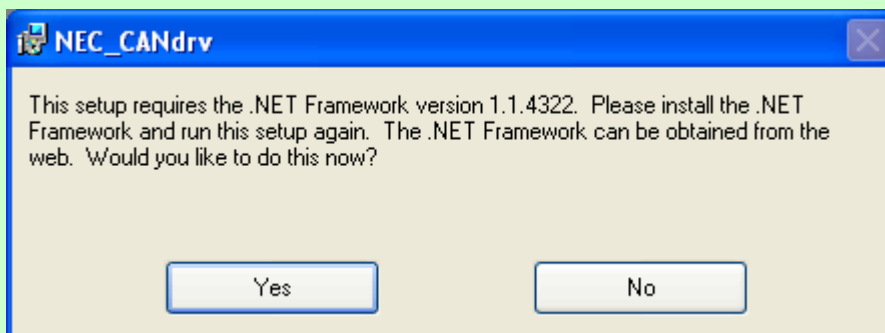 NEC_CANdrv
This setup requires the .NET Framework version 1.1.4322.  Please install the .NET
Framework and run this setup again.  The .NET Framework can be obtained from the
web.  Would you like to do this now?
Yes
No